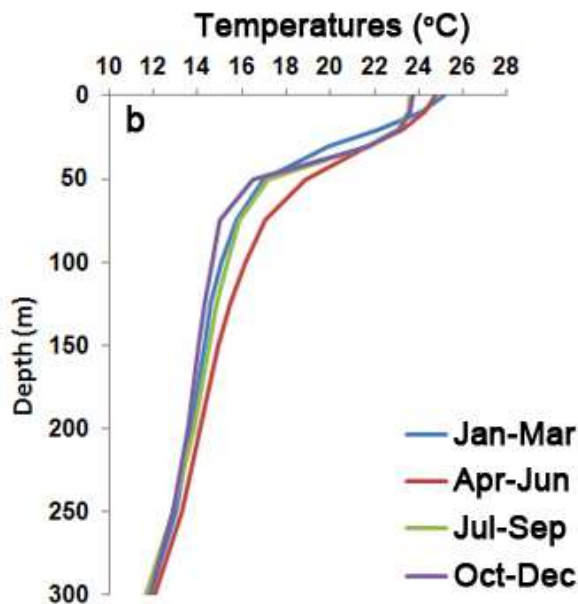 Temperatures (°C)
10 12 14 16 18 20 22 24 26 28
b
0
50
100
150
200
250
300
Depth (m)
Jan-Mar
Apr-Jun
Jul-Sep
Oct-Dec